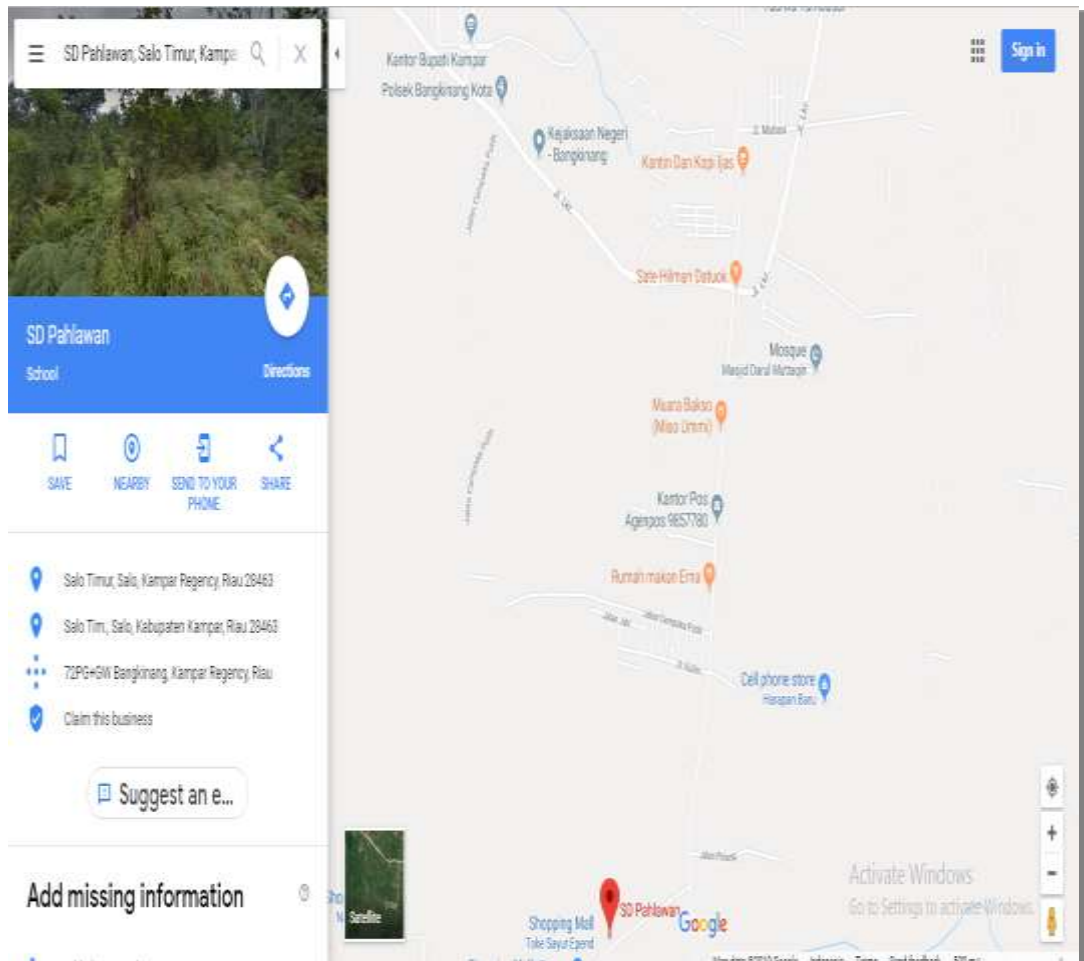 SD Pahlawan, Salo Timur, Kampa
SD Pahlawan
School
Directions
SAVE
NEARBY
SEND TO YOUR
PHONE
SHARE
Salo Timur, Salo, Kampar Regency, Riau 28463
Salo Tim., Salo, Kabupaten Kampar, Riau 28463
72PG+GW Bangkinang, Kampar Regency, Riau
Claim this business
Suggest an e...
Add missing information
Sign in
Kantor Bupati Kampar
Polsek Bangkinang Kota
Kejaksaan Negeri
- Bangkinang
Kantin Dan Kopi Ijas
Sate Hilman Datuok
Mosque
Masjid Darul Muttaqin
Muara Bakso
(Miso Ummi)
Kantor Pos
Agenpos 9857780
Rumah makan Erna
Cell phone store
Harapan Baru
Satellite
SD Pahlawan
Google
Shopping Mall
Toke Sayut Epend
Activate Windows
Go to Settings to activate Windows.